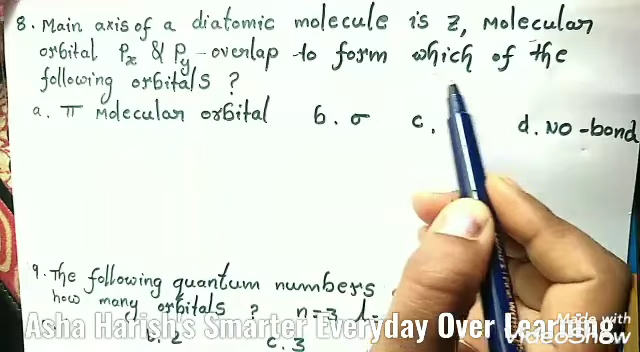 8. Main axis of a diatomic molecule is z, Molecular
orbital Px & Py overlap to form which of the
following orbitals ?
a. π Molecular orbital b. σ c. d. NO-bond
9. The following quantum numbers
how many orbitals ? n=3 l=
b. 2 c. 3
Asha Harish's Smarter Everyday Over Learning
Made with
VideoShow